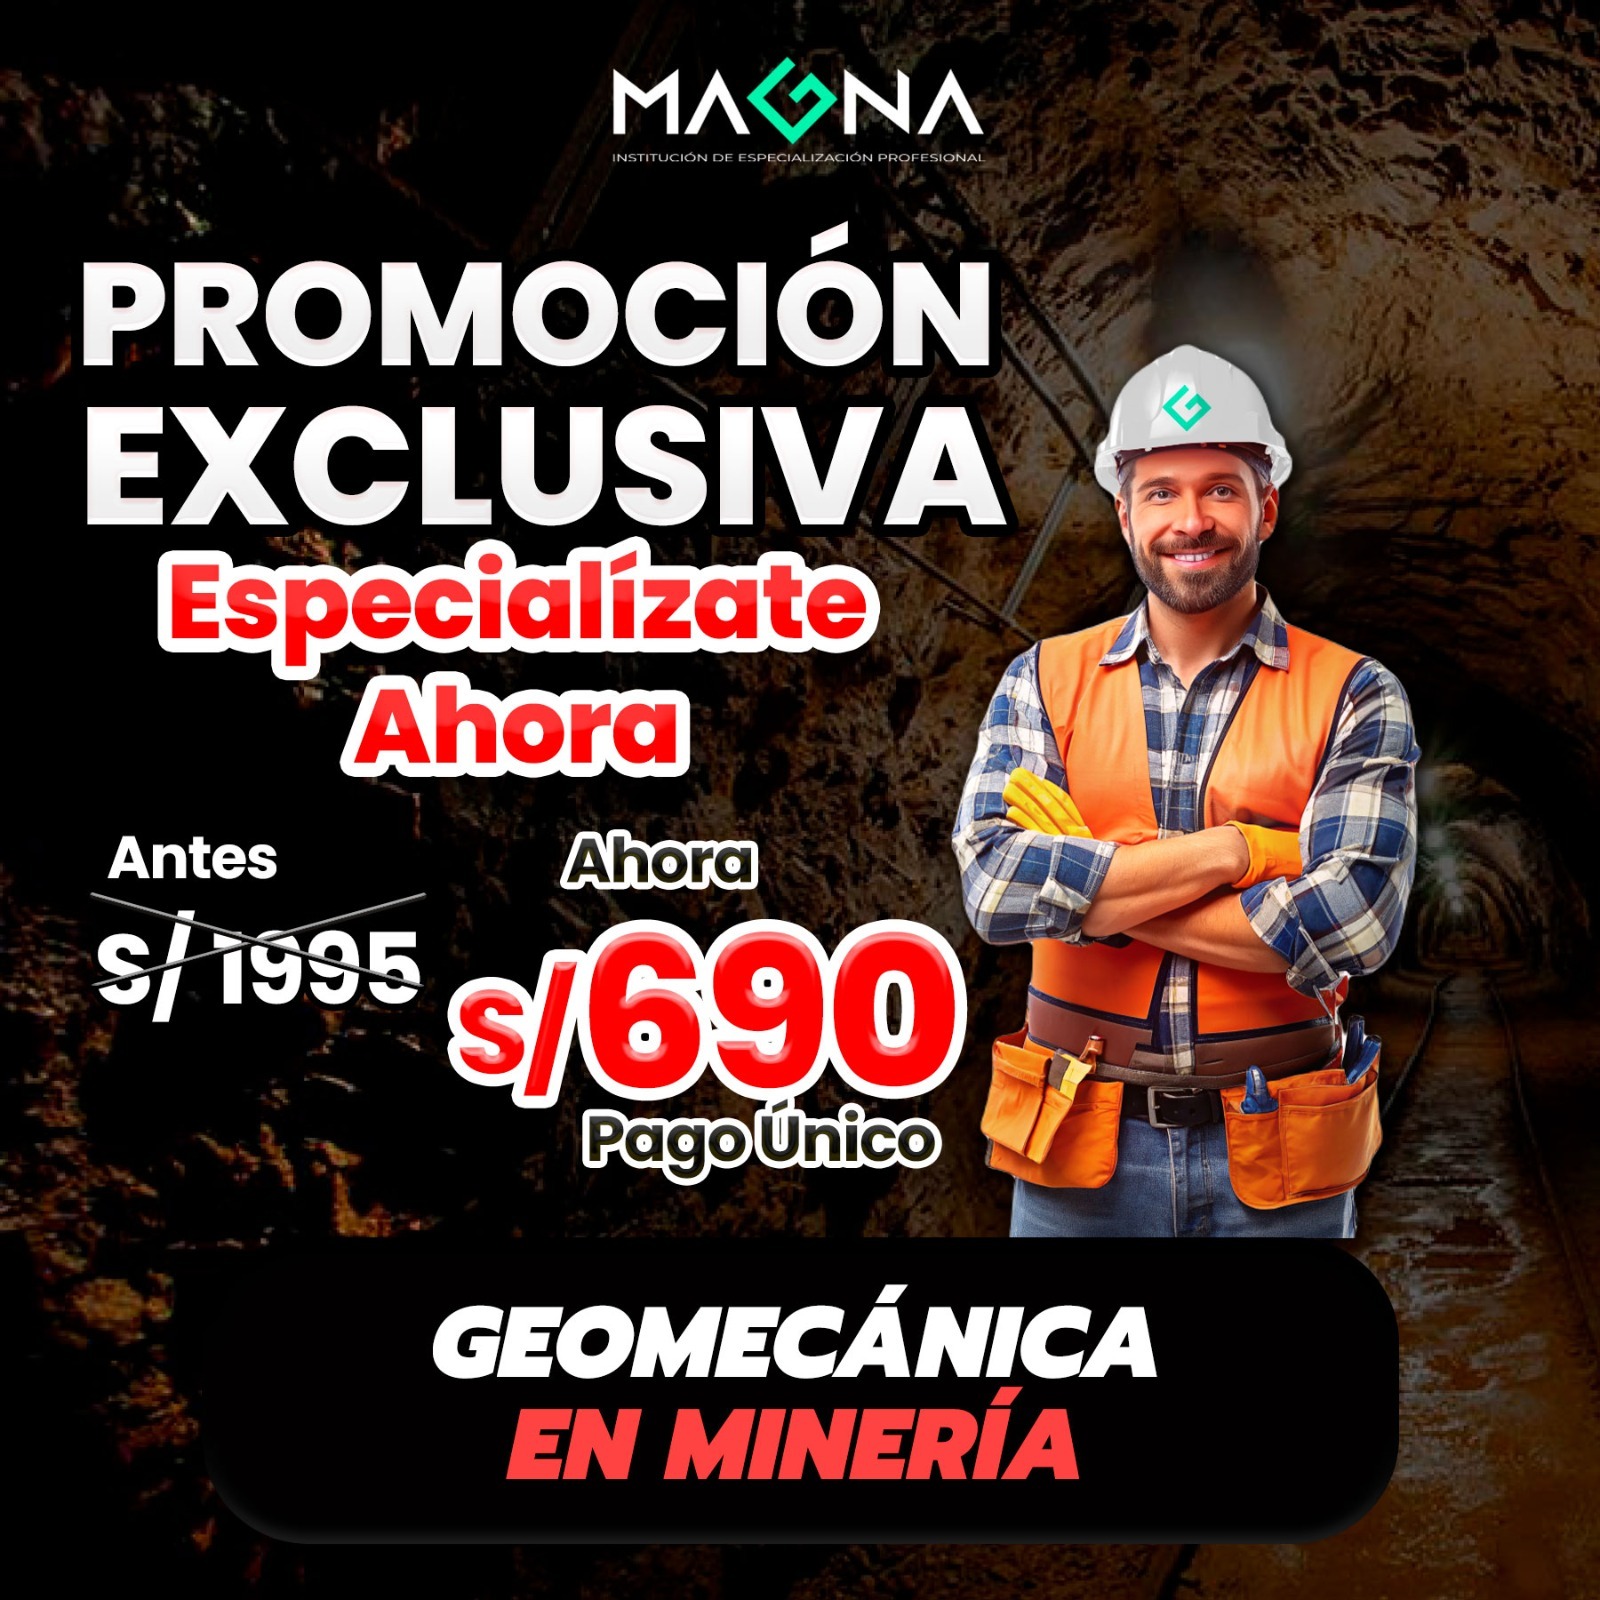 MAGNA
INSTITUCIÓN DE ESPECIALIZACIÓN PROFESIONAL
PROMOCIÓN
EXCLUSIVA
Especialízate
Ahora
Antes
S/ 1995
Ahora
S/690
Pago Único
GEOMECÁNICA
EN MINERÍA